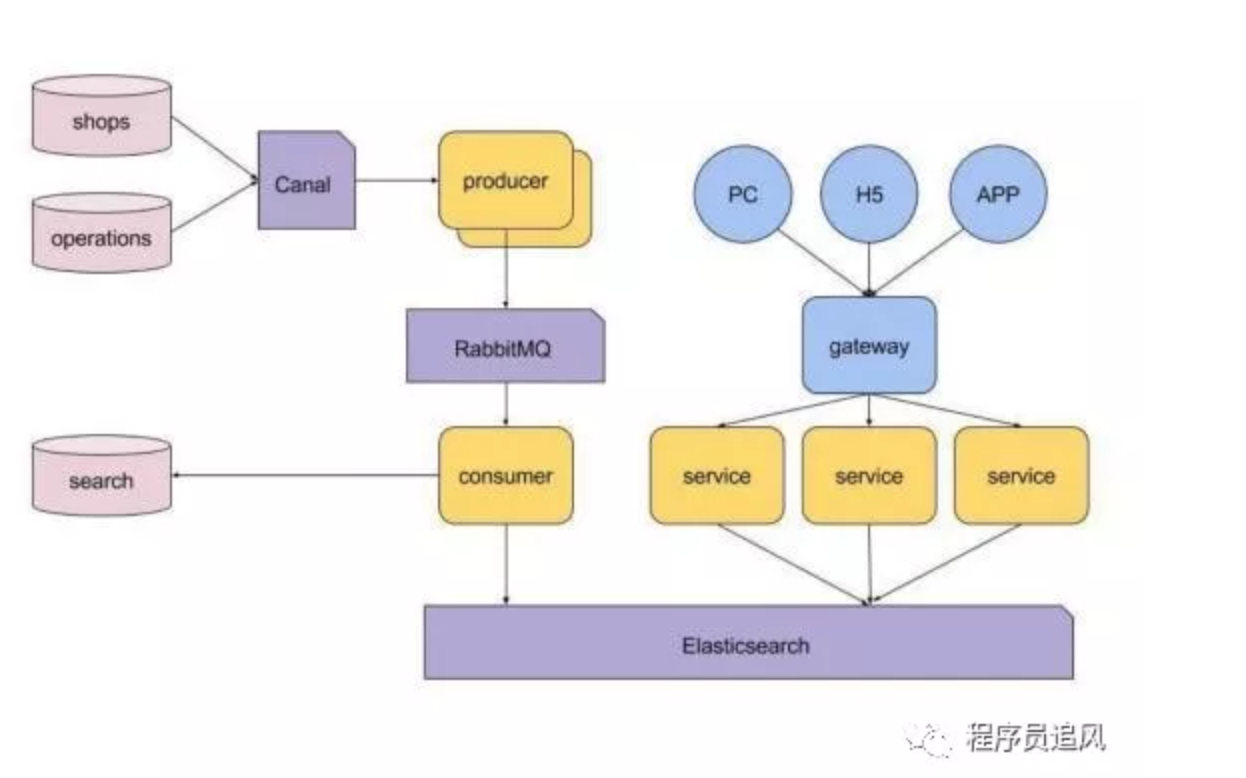 shops
operations
Canal
producer
RabbitMQ
consumer
search
PC
H5
APP
gateway
service
service
service
Elasticsearch
程序员追风